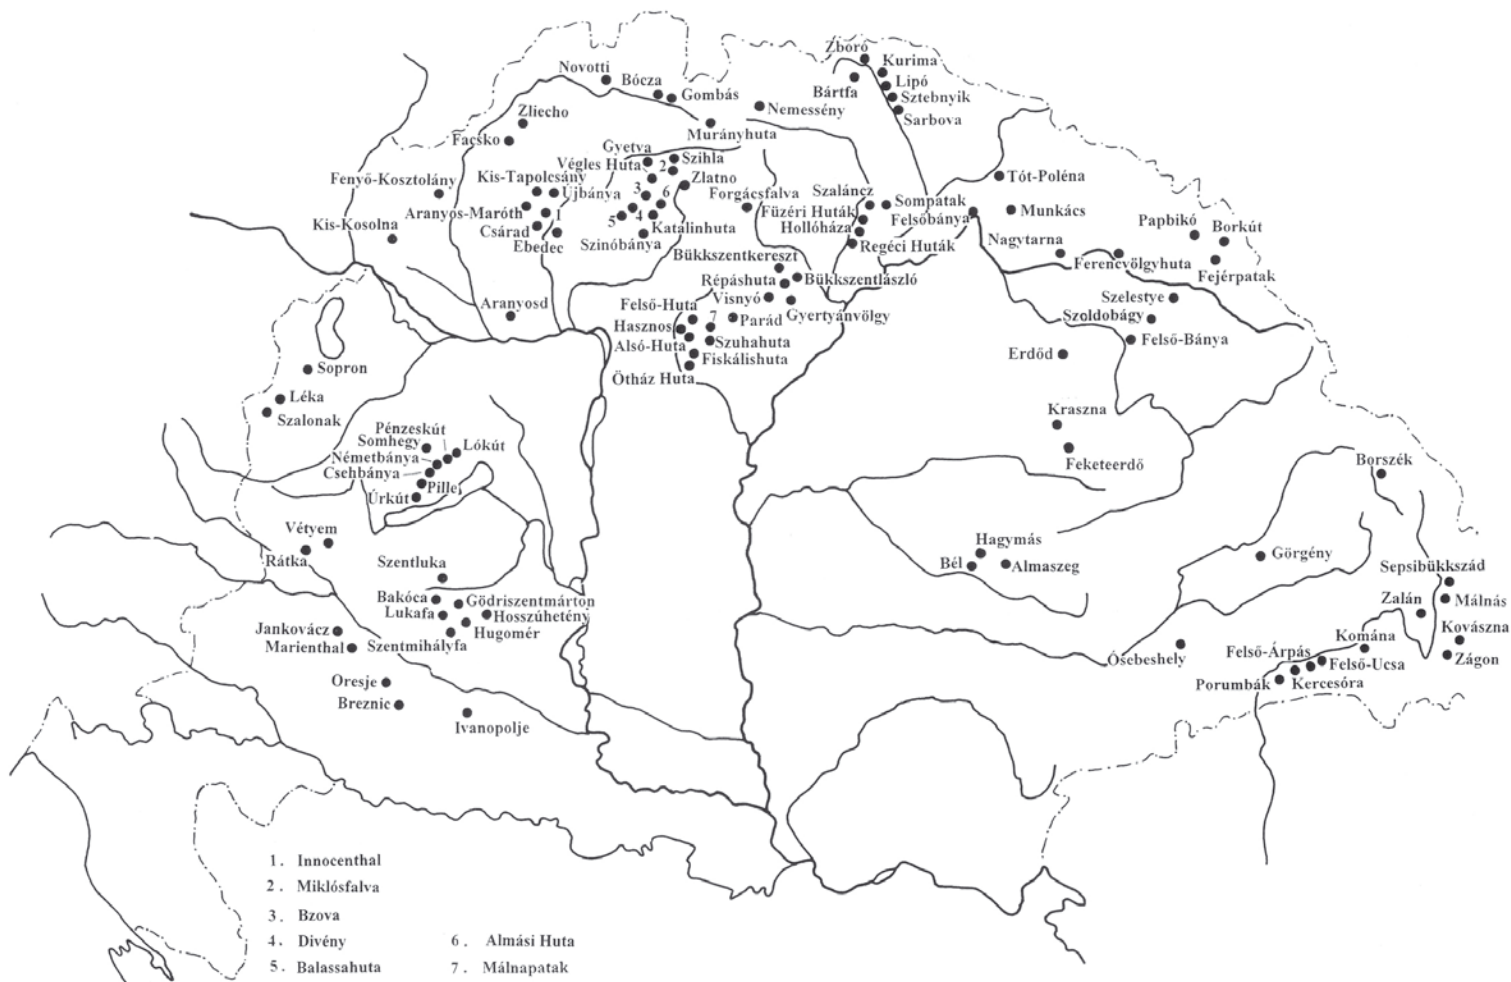 Zboró
Kurima
Novotti
Bócza
Lipó
Gombás
Bártfa
Sztebnyik
Nemessény
Sarbova
Zliecho
Murányhuta
Facsko
Gyetva
Szihla
Végles Huta
2
Fenyő-Kosztolány
Kis-Tapolcsány
Zlatno
Tót-Poléna
Újbánya
3
6
Forgácsfalva
Szaláncz
Sompatak
Aranyos-Maróth
1
5
4
Füzéri Huták
Felsőbánya
Munkács
Kis-Kosolna
Csárad
Katalinhuta
Hollóháza
Papbikó
Borkút
Ebedec
Szinóbánya
Regéci Huták
Nagytarna
Bükkszentkereszt
Ferencvölgyhuta
Fejérpatak
Répáshuta
Bükkszentlászló
Aranyosd
Felső-Huta
Visnyó
Szelestye
7
Parád
Gyertyánvölgy
Szoldobágy
Hasznos
Szuhahuta
Felső-Bánya
Alsó-Huta
Fiskálishuta
Erdőd
Sopron
Ötház Huta
Léka
Szalonak
Kraszna
Pénzeskút
Somhegy
Lókút
Németbánya
Feketeerdő
Csehbánya
Borszék
Pille
Úrkút
Vétyem
Rátka
Hagymás
Görgény
Szentluka
Bél
Almaszeg
Sepsibükkszád
Bakóca
Gödriszentmárton
Zalán
Málnás
Lukafa
Hosszúhetény
Jankovácz
Hugomér
Kovászna
Marienthal
Szentmihályfa
Komána
Ósebeshely
Felső-Árpás
Zágon
Felső-Ucsa
Oresje
Porumbák
Kercesóra
Breznic
Ivanopolje
1. Innocenthal
2. Miklósfalva
3. Bzova
4. Divény
5. Balassahuta
6. Almási Huta
7. Málnapatak